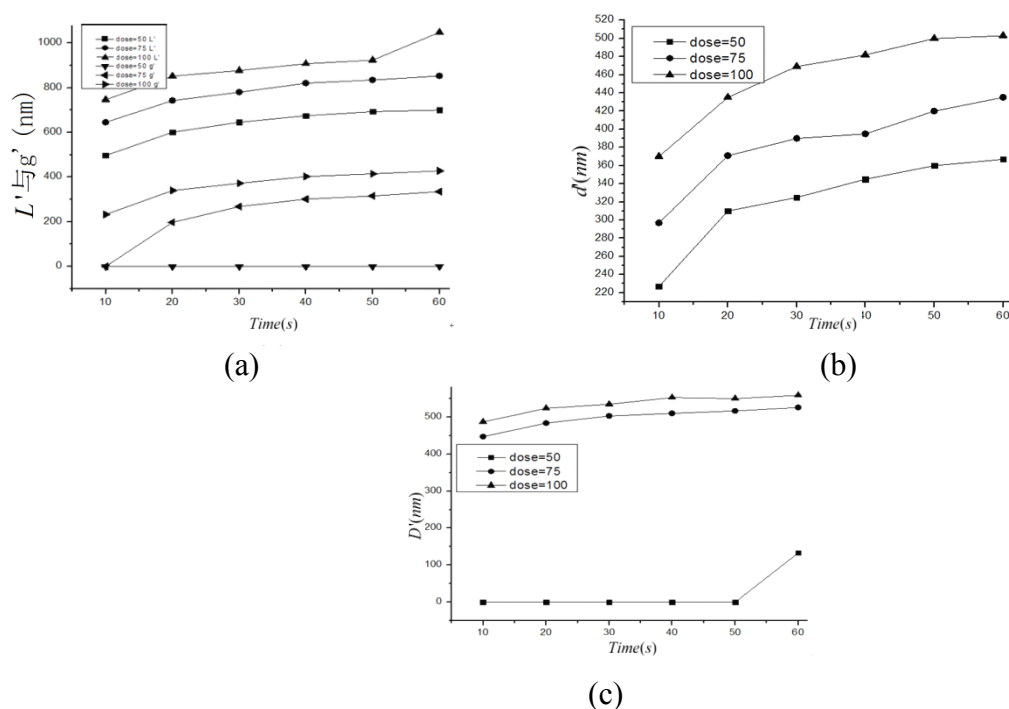 L'与g' (nm)
1000
800
600
400
200
0
dose=50 L'
dose=75 L'
dose=100 L'
dose=50 g'
dose=75 g'
dose=100 g'
10 20 30 40 50 60
Time(s)
(a)
d'(nm)
520
500
480
460
440
420
400
380
360
340
320
300
280
260
240
220
dose=50
dose=75
dose=100
10 20 30 40 50 60
Time(s)
(b)
D'(nm)
500
400
300
200
100
0
dose=50
dose=75
dose=100
10 20 30 40 50 60
Time(s)
(c)